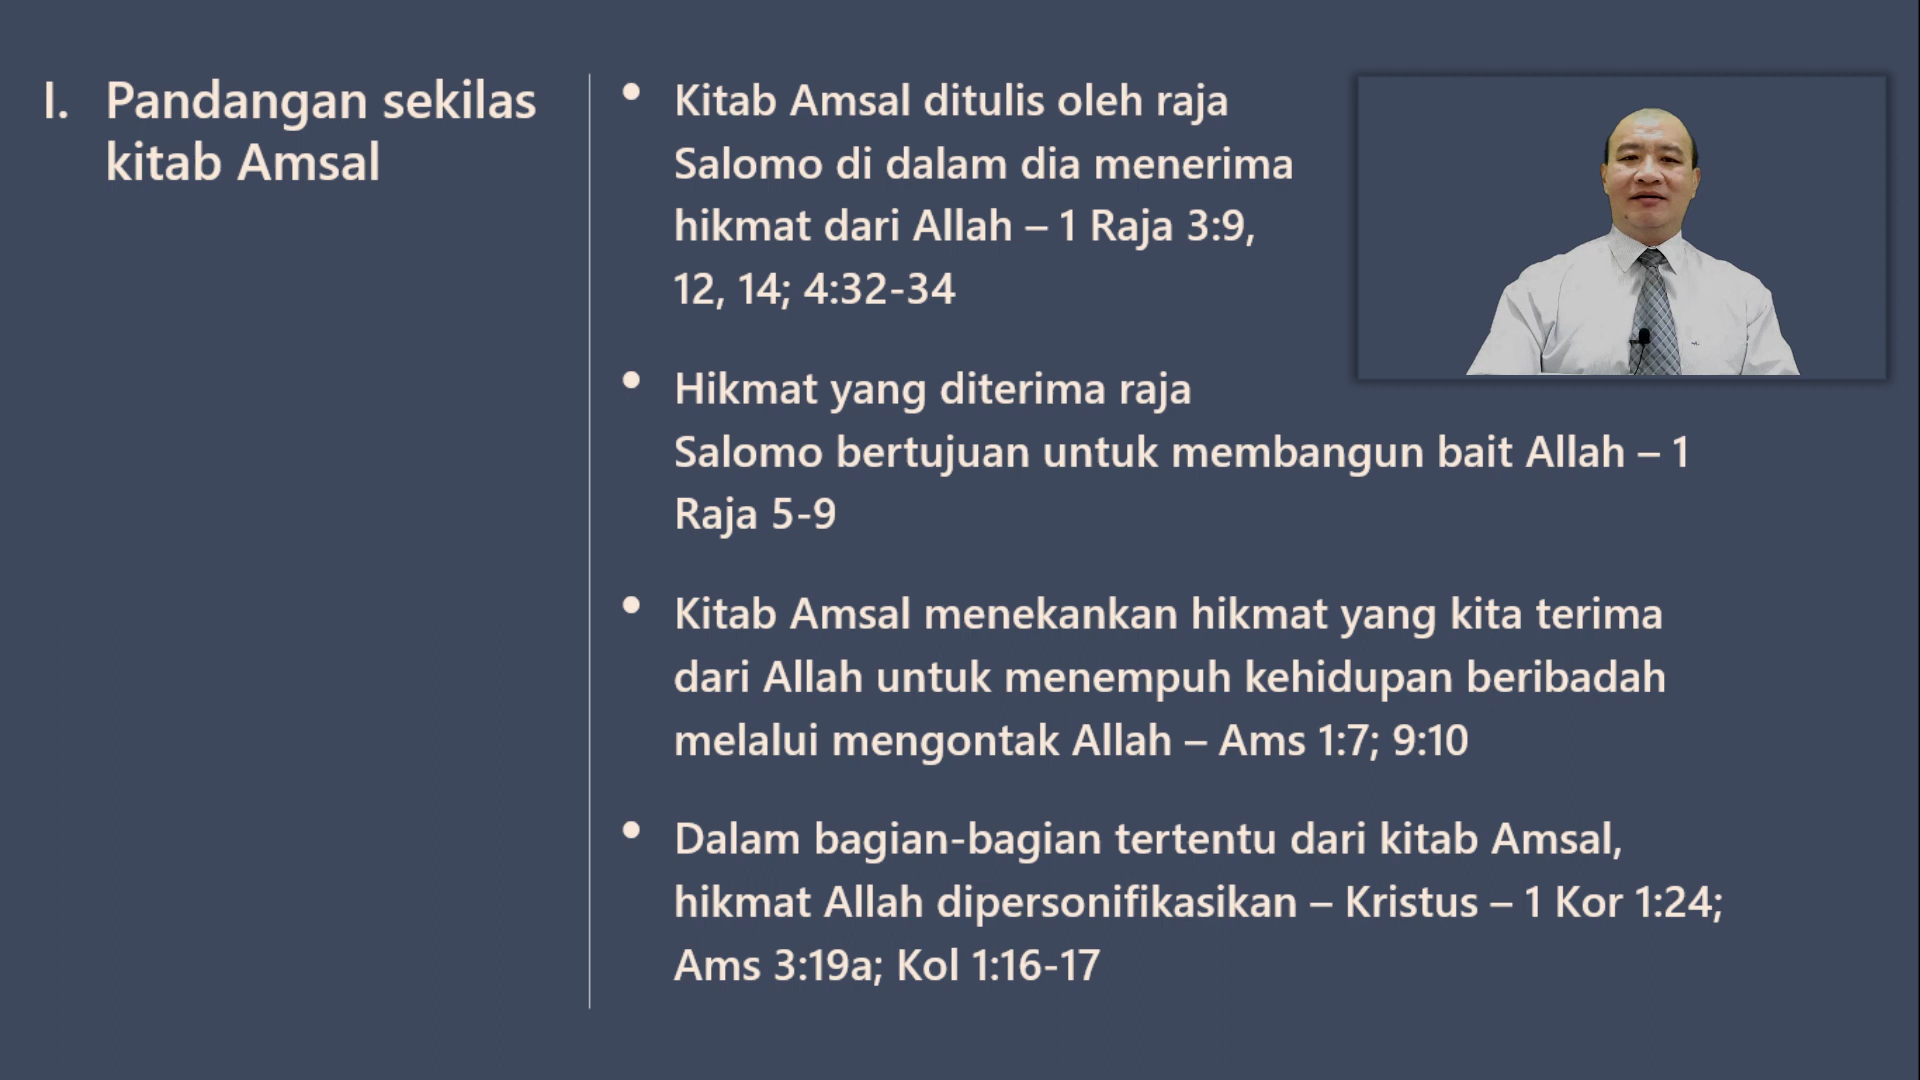 I. Pandangan sekilas
kitab Amsal
• Kitab Amsal ditulis oleh raja
Salomo di dalam dia menerima
hikmat dari Allah – 1 Raja 3:9,
12, 14; 4:32-34
• Hikmat yang diterima raja
Salomo bertujuan untuk membangun bait Allah – 1
Raja 5-9
• Kitab Amsal menekankan hikmat yang kita terima
dari Allah untuk menempuh kehidupan beribadah
melalui mengontak Allah – Ams 1:7; 9:10
• Dalam bagian-bagian tertentu dari kitab Amsal,
hikmat Allah dipersonifikasikan – Kristus – 1 Kor 1:24;
Ams 3:19a; Kol 1:16-17